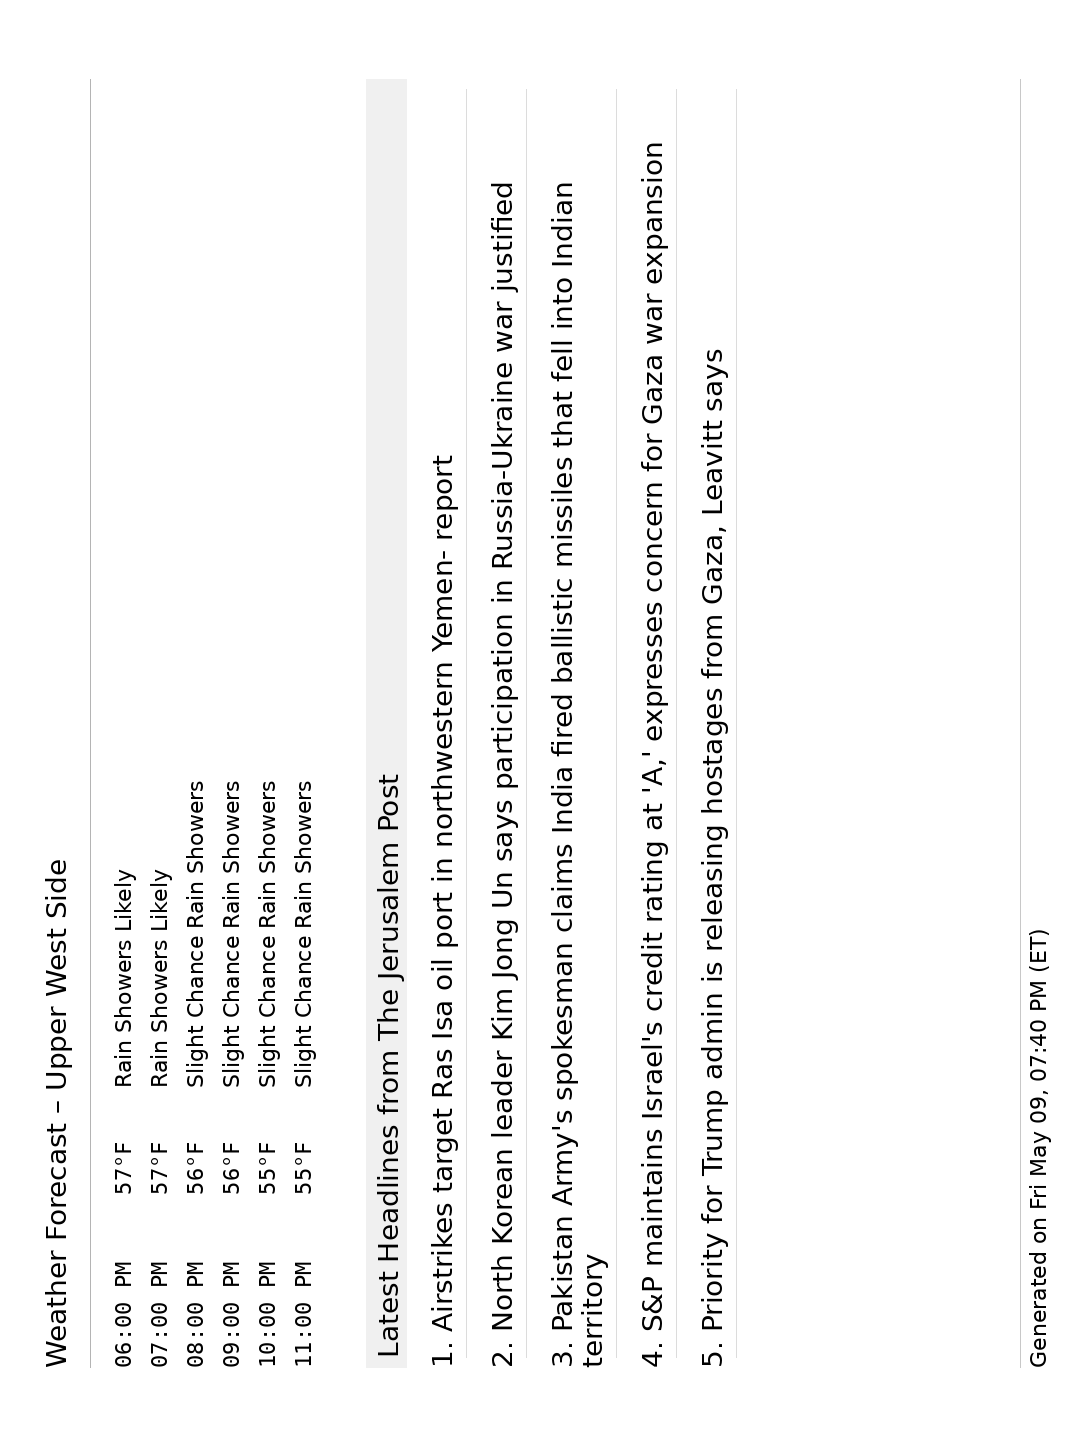 Weather Forecast – Upper West Side
06:00 PM 57°F Rain Showers Likely
07:00 PM 57°F Rain Showers Likely
08:00 PM 56°F Slight Chance Rain Showers
09:00 PM 56°F Slight Chance Rain Showers
10:00 PM 55°F Slight Chance Rain Showers
11:00 PM 55°F Slight Chance Rain Showers
Latest Headlines from The Jerusalem Post
1. Airstrikes target Ras Isa oil port in northwestern Yemen- report
2. North Korean leader Kim Jong Un says participation in Russia-Ukraine war justified
3. Pakistan Army's spokesman claims India fired ballistic missiles that fell into Indian
territory
4. S&P maintains Israel's credit rating at 'A,' expresses concern for Gaza war expansion
5. Priority for Trump admin is releasing hostages from Gaza, Leavitt says
Generated on Fri May 09, 07:40 PM (ET)